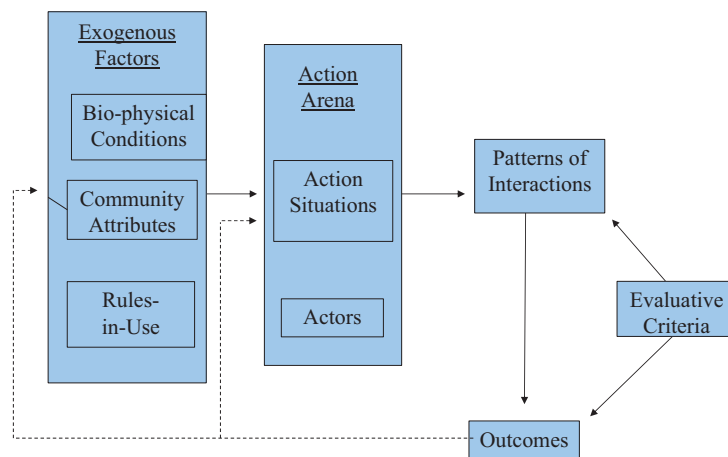 Exogenous
Factors
Bio-physical
Conditions
Community
Attributes
Rules-
in-Use
Action
Arena
Action
Situations
Actors
Patterns of
Interactions
Evaluative
Criteria
Outcomes